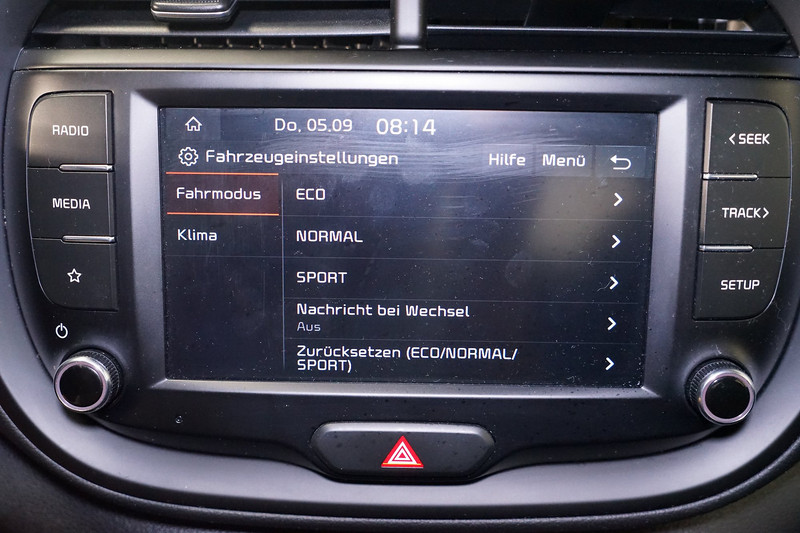 RADIO
MEDIA
Do, 05.09 08:14
Fahrzeugeinstellungen Hilfe Menü
Fahrmodus
Klima
ECO
NORMAL
SPORT
Nachricht bei Wechsel
Aus
Zurücksetzen (ECO/NORMAL/
SPORT)
< SEEK
TRACK >
SETUP